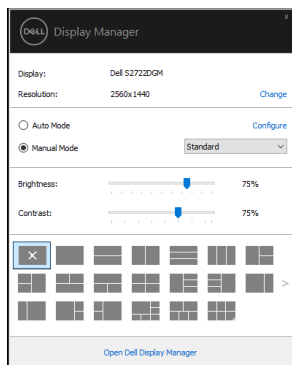 x
DELL Display Manager
Display: Dell S2722DGM
Resolution: 2560x1440 Change
Auto Mode Configure
Manual Mode Standard
Brightness: 75%
Contrast: 75%
Open Dell Display Manager